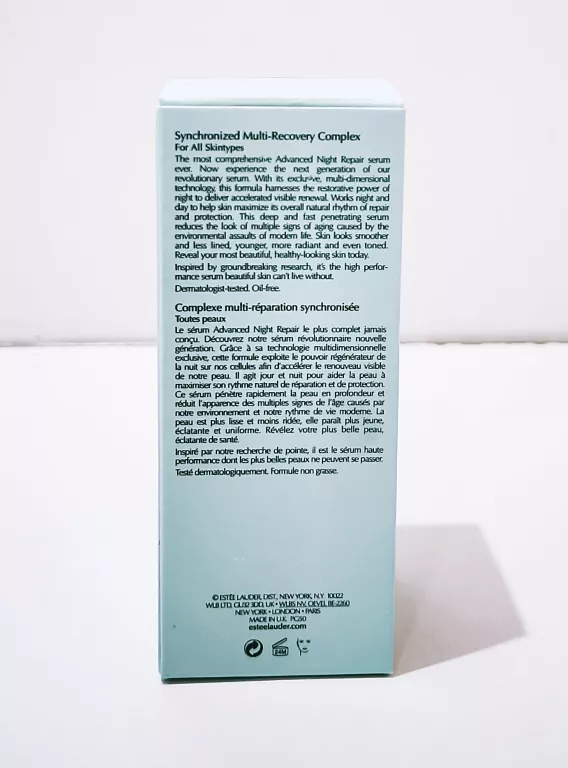 Synchronized Multi-Recovery Complex
For All Skintypes
The most comprehensive Advanced Night Repair serum
ever. Now experience the next generation of our
revolutionary serum. With its exclusive, multi-dimensional
technology, this formula harnesses the restorative power of
night to deliver accelerated visible renewal. Works night and
day to help skin maximize its overall natural rhythm of repair
and protection. This deep and fast penetrating serum
reduces the look of multiple signs of aging caused by the
environmental assaults of modern life. Skin looks smoother
and less lined, younger, more radiant and even toned.
Reveal your most beautiful, healthy-looking skin today.
Inspired by groundbreaking research, it's the high perfor-
mance serum beautiful skin can't live without.
Dermatologist-tested. Oil-free.
Complexe multi-réparation synchronisée
Toutes peaux
Le sérum Advanced Night Repair le plus complet jamais
conçu. Découvrez notre sérum révolutionnaire nouvelle
génération. Grâce à sa technologie multidimensionnelle
exclusive, cette formule exploite le pouvoir régénérateur de
la nuit sur nos cellules afin d'accélérer le renouveau visible
de notre peau. Il agit jour et nuit pour aider la peau à
maximiser son rythme naturel de réparation et de protection.
Ce sérum pénètre rapidement la peau en profondeur et
réduit l'apparence des multiples signes de l'âge causés par
notre environnement et notre rythme de vie moderne. La
peau est plus lisse et moins ridée, elle paraît plus jeune,
éclatante et uniforme. Révélez votre plus belle peau,
éclatante de santé.
Inspiré par notre recherche de pointe, il est le sérum haute
performance dont les plus belles peaux ne peuvent se passer.
Testé dermatologiquement. Formule non grasse.
© ESTĒE LAUDER, DIST., NEW YORK, N.Y. 10022
WLB LTD, GU32 3DD, UK • WLBS NV, OEVEL BE-2260
NEW YORK • LONDON • PARIS
MADE IN U.K. PG50
esteelauder.com
24M